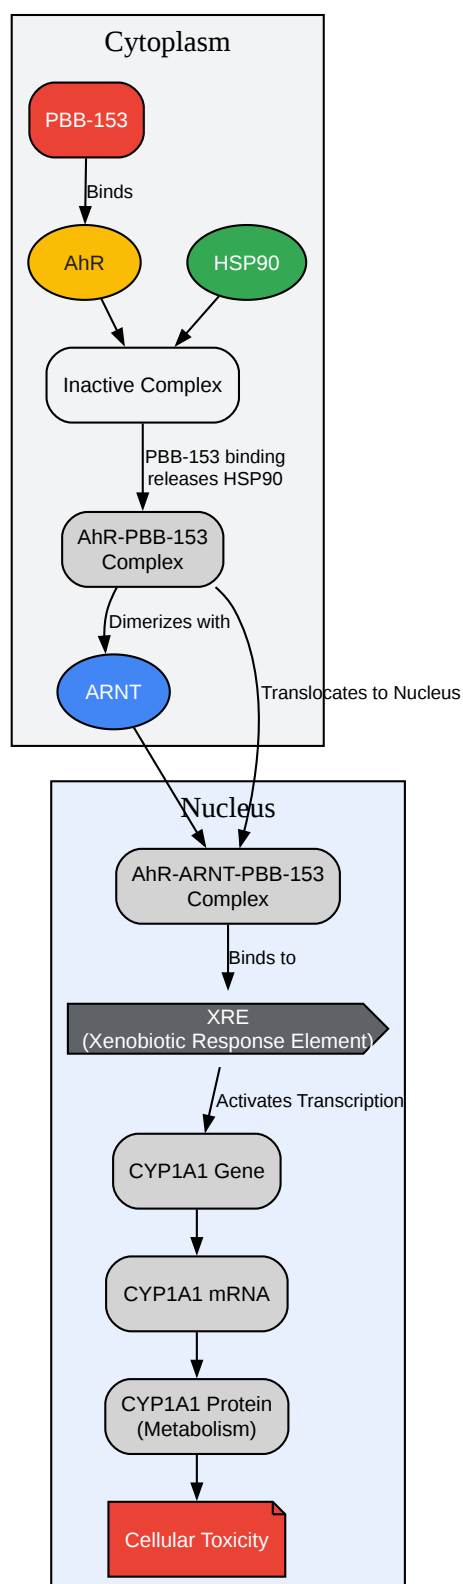 Cytoplasm
PBB-153
Binds
AhR
HSP90
Inactive Complex
PBB-153 binding
releases HSP90
AhR-PBB-153
Complex
Dimerizes with
ARNT
Translocates to Nucleus
Nucleus
AhR-ARNT-PBB-153
Complex
Binds to
XRE
(Xenobiotic Response Element)
Activates Transcription
CYP1A1 Gene
CYP1A1 mRNA
CYP1A1 Protein
(Metabolism)
Cellular Toxicity